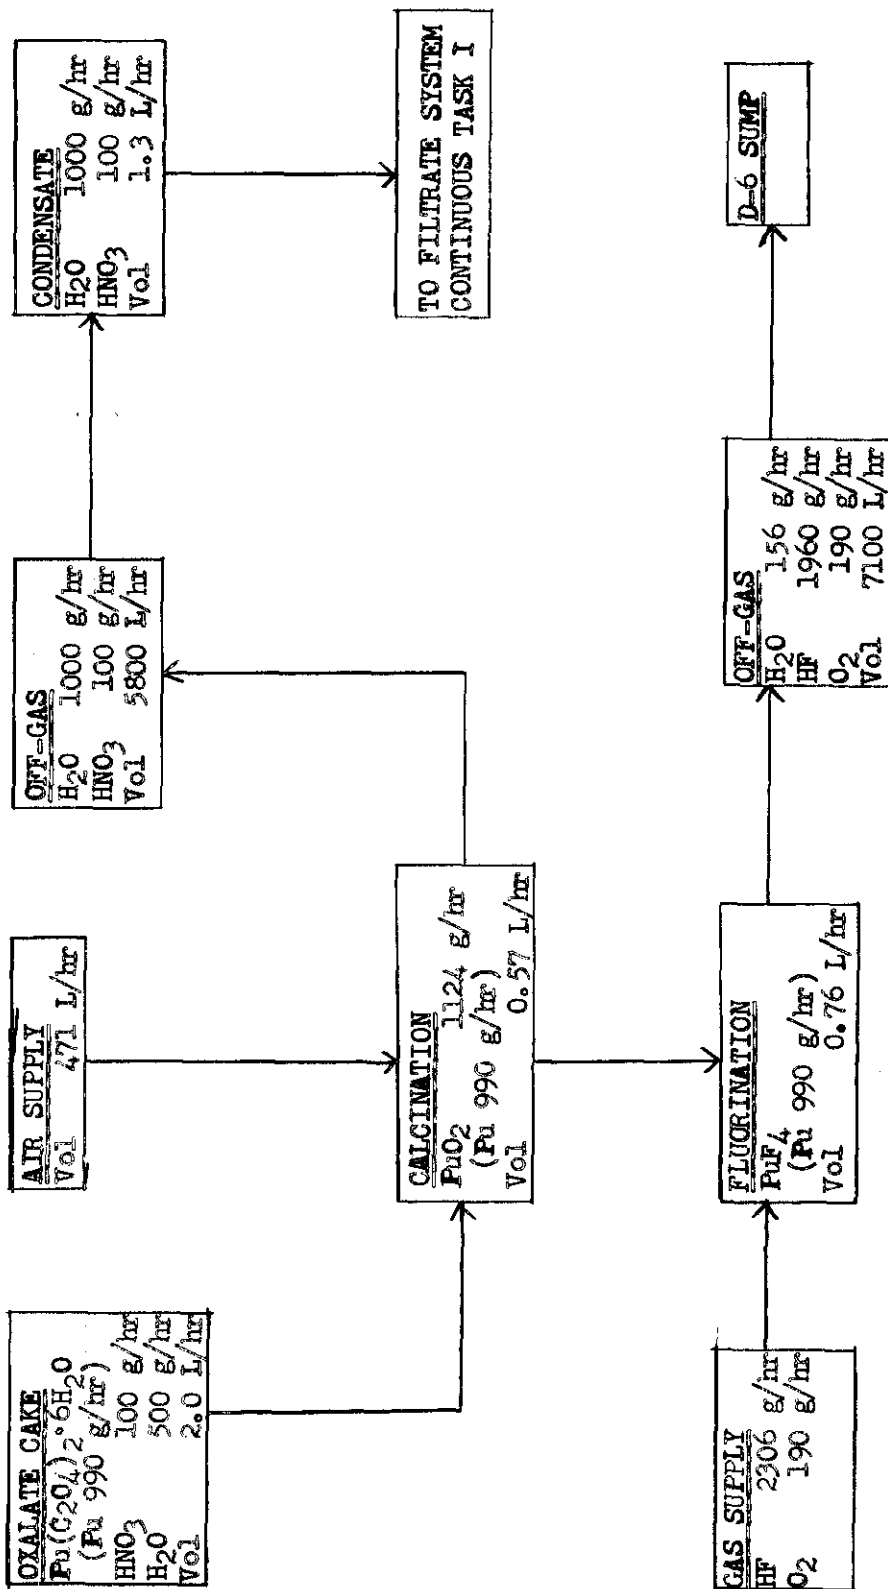 OXALATE CAKE
Pu(C2O4)2·6H2O
(Pu 990 g/hr)
HNO3 100 g/hr
H2O 500 g/hr
Vol 2.0 L/hr
AIR SUPPLY
Vol 471 L/hr
OFF-GAS
H2O 1000 g/hr
HNO3 100 g/hr
Vol 5800 L/hr
CONDENSATE
H2O 1000 g/hr
HNO3 100 g/hr
Vol 1.3 L/hr
CALCINATION
PuO2 1124 g/hr
(Pu 990 g/hr)
Vol 0.57 L/hr
TO FILTRATE SYSTEM
CONTINUOUS TASK I
GAS SUPPLY
HF 2306 g/hr
O2 190 g/hr
FLUORINATION
PuF4
(Pu 990 g/hr)
Vol 0.76 L/hr
OFF-GAS
H2O 156 g/hr
HF 1960 g/hr
O2 190 g/hr
Vol 7100 L/hr
D-6 SUMP